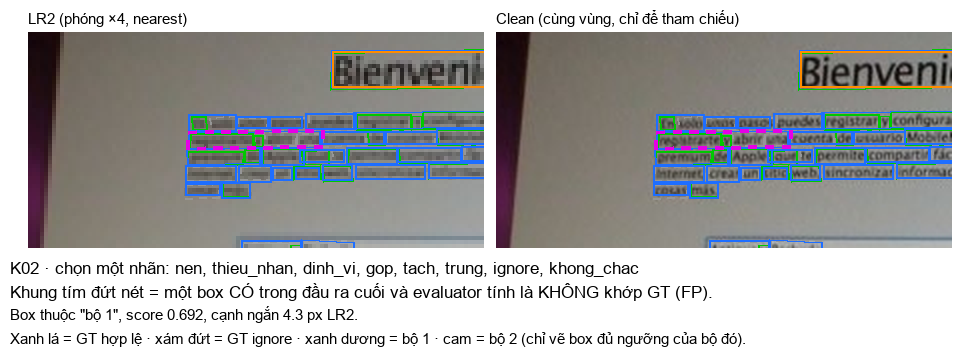 LR2 (phóng ×4, nearest)
Clean (cùng vùng, chỉ để tham chiếu)
Bienveni
Bienveni
En solo unos pasos puedes registrar y configura
registrarte y abrir una cuenta de usuario Mobile
premium de Apple que te permite compartir fác
Internet, crear un sitio web, sincronizar informac
cosas más.
K02 · chọn một nhãn: nen, thieu_nhan, dinh_vi, gop, tach, trung, ignore, khong_chac
Khung tím đứt nét = một box CÓ trong đầu ra cuối và evaluator tính là KHÔNG khớp GT (FP).
Box thuộc "bộ 1", score 0.692, cạnh ngắn 4.3 px LR2.
Xanh lá = GT hợp lệ · xám đứt = GT ignore · xanh dương = bộ 1 · cam = bộ 2 (chỉ vẽ box đủ ngưỡng của bộ đó).